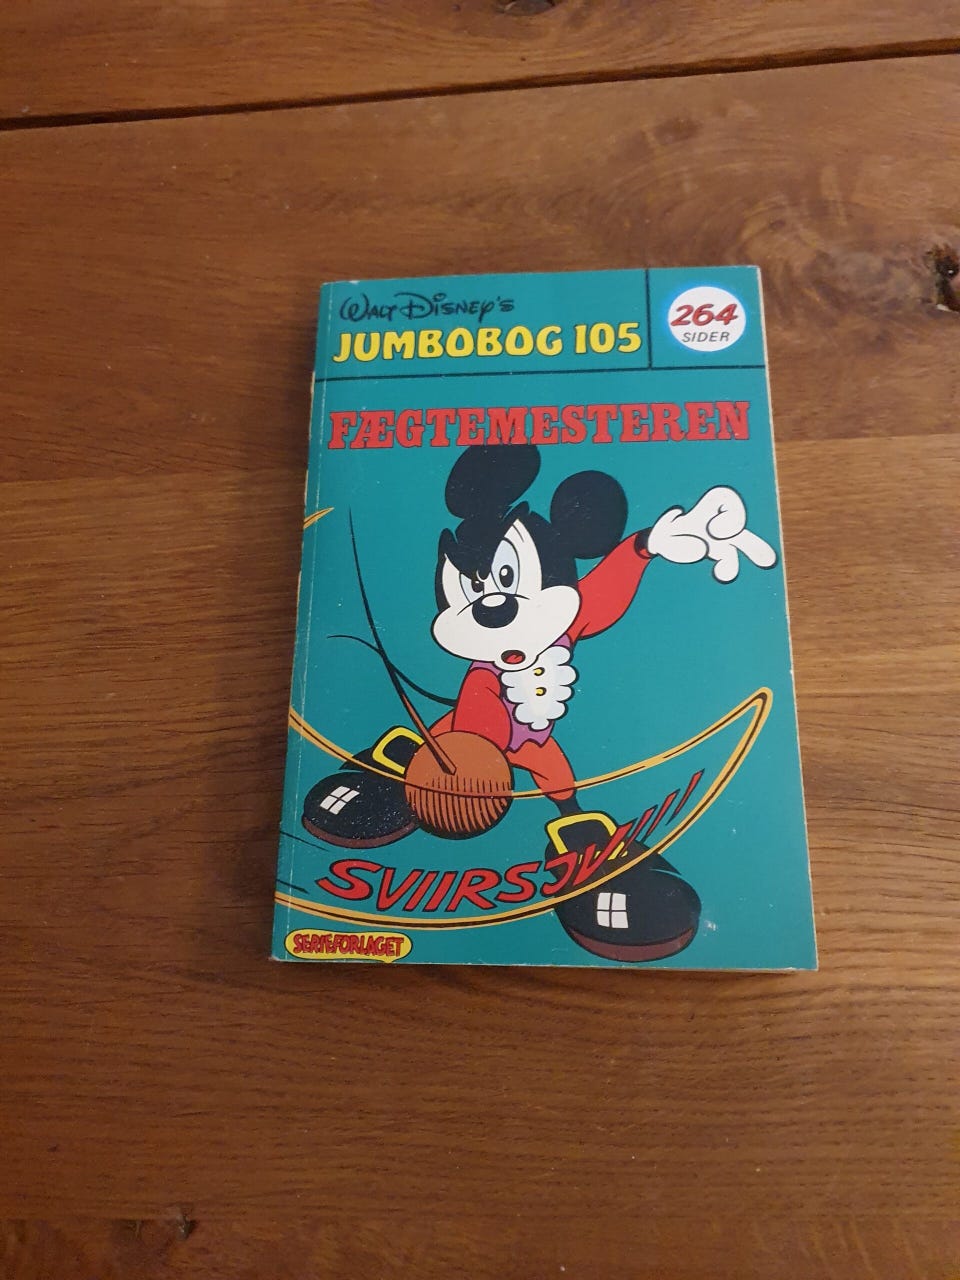 WALT DISNEY'S
JUMBOBOG 105
264
SIDER
FÆGTEMESTEREN
SVIIRSJV!!!
SERIEFORLAGET